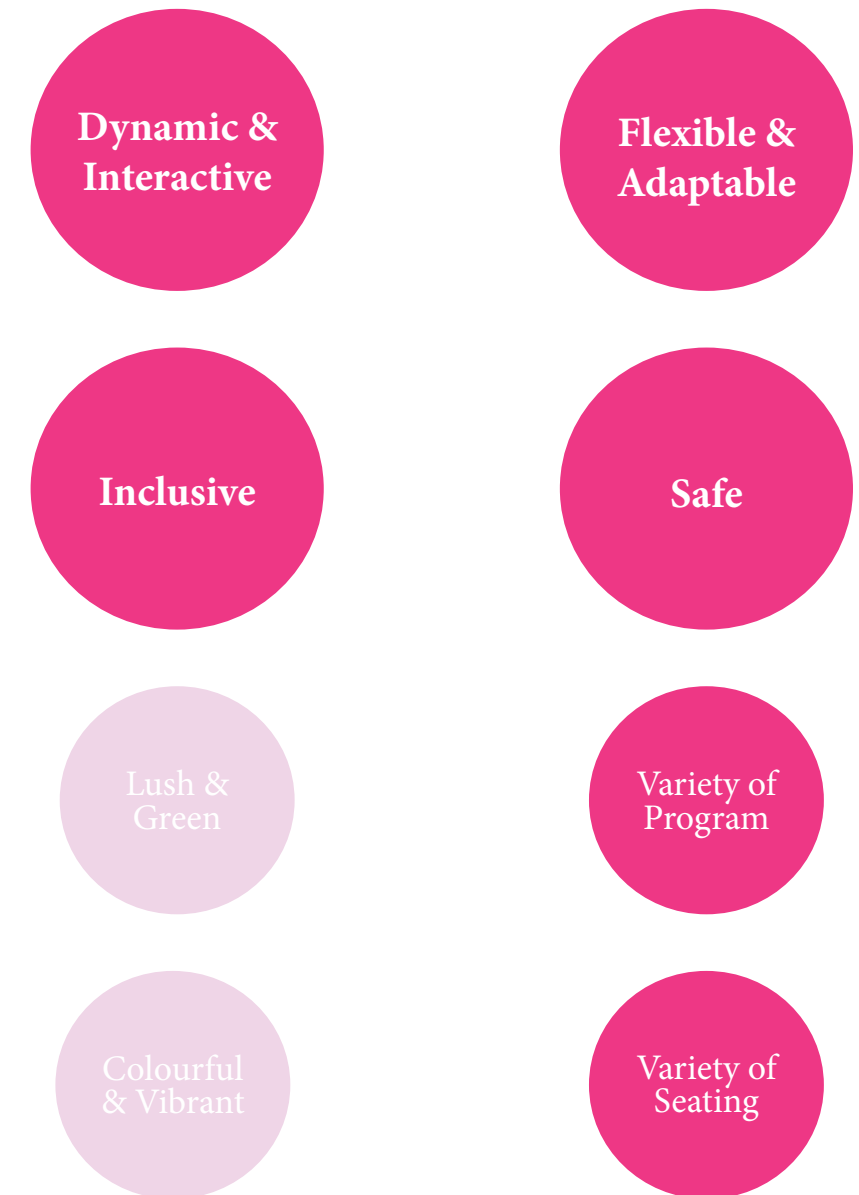 Dynamic &
Interactive
Flexible &
Adaptable
Inclusive
Safe
Lush &
Green
Variety of
Program
Colourful
& Vibrant
Variety of
Seating